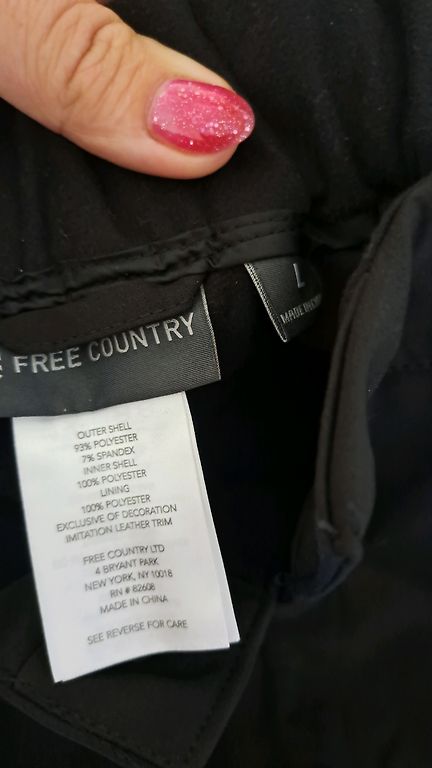 L
FREE COUNTRY
OUTER SHELL
93% POLYESTER
7% SPANDEX
INNER SHELL
100% POLYESTER
LINING
100% POLYESTER
EXCLUSIVE OF DECORATION
IMITATION LEATHER TRIM
FREE COUNTRY LTD
4 BRYANT PARK
NEW YORK, NY 10018
RN # 82608
MADE IN CHINA
SEE REVERSE FOR CARE